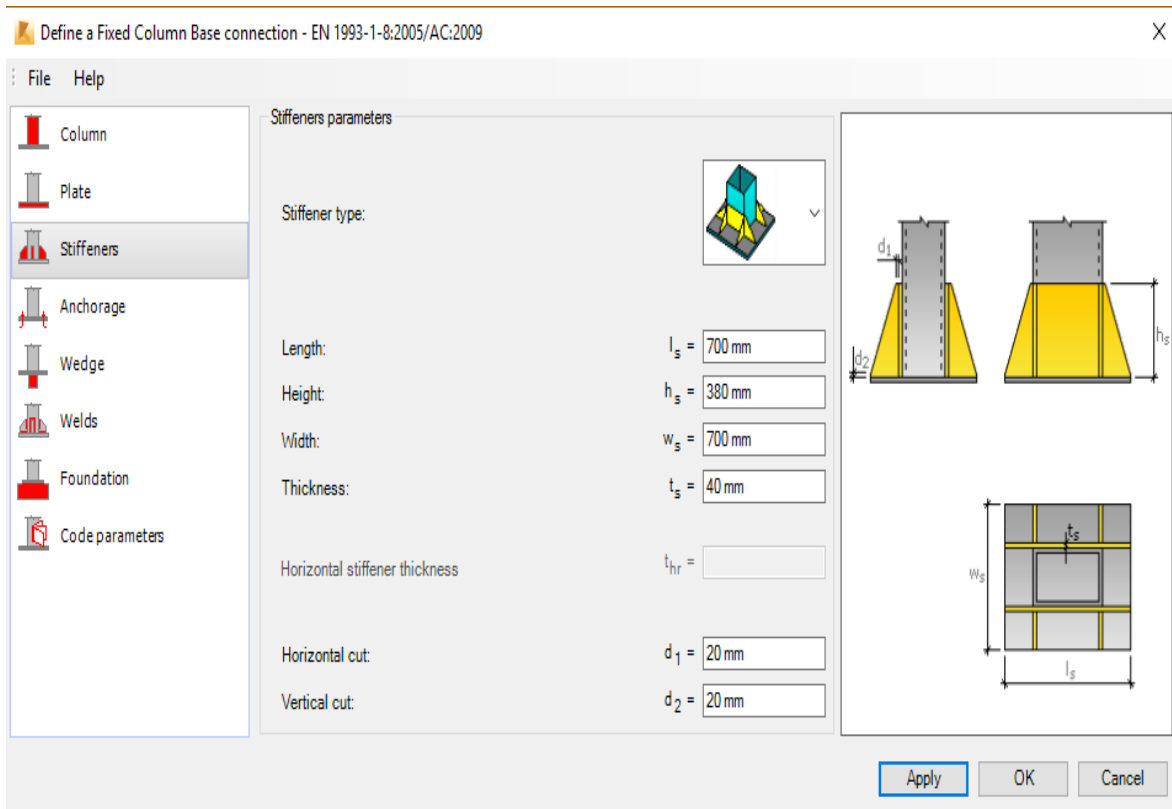 Define a Fixed Column Base connection - EN 1993-1-8:2005/AC:2009
File Help
Column
Plate
Stiffeners
Anchorage
Wedge
Welds
Foundation
Code parameters
Stiffeners parameters
Stiffener type:
Length: ls = 700 mm
Height: hs = 380 mm
Width: ws = 700 mm
Thickness: ts = 40 mm
Horizontal stiffener thickness thr =
Horizontal cut: d1 = 20 mm
Vertical cut: d2 = 20 mm
d1
d2
hs
ts
ws
ls
Apply OK Cancel